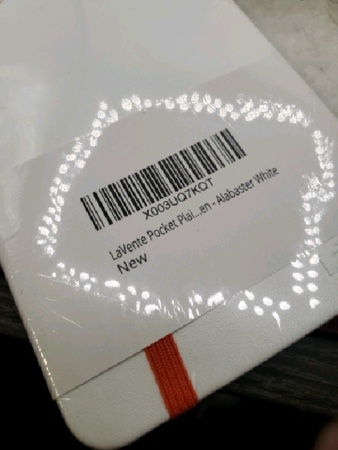 X003UQ7KQT
LaVente Pocket Plai...en - Alabaster White
New